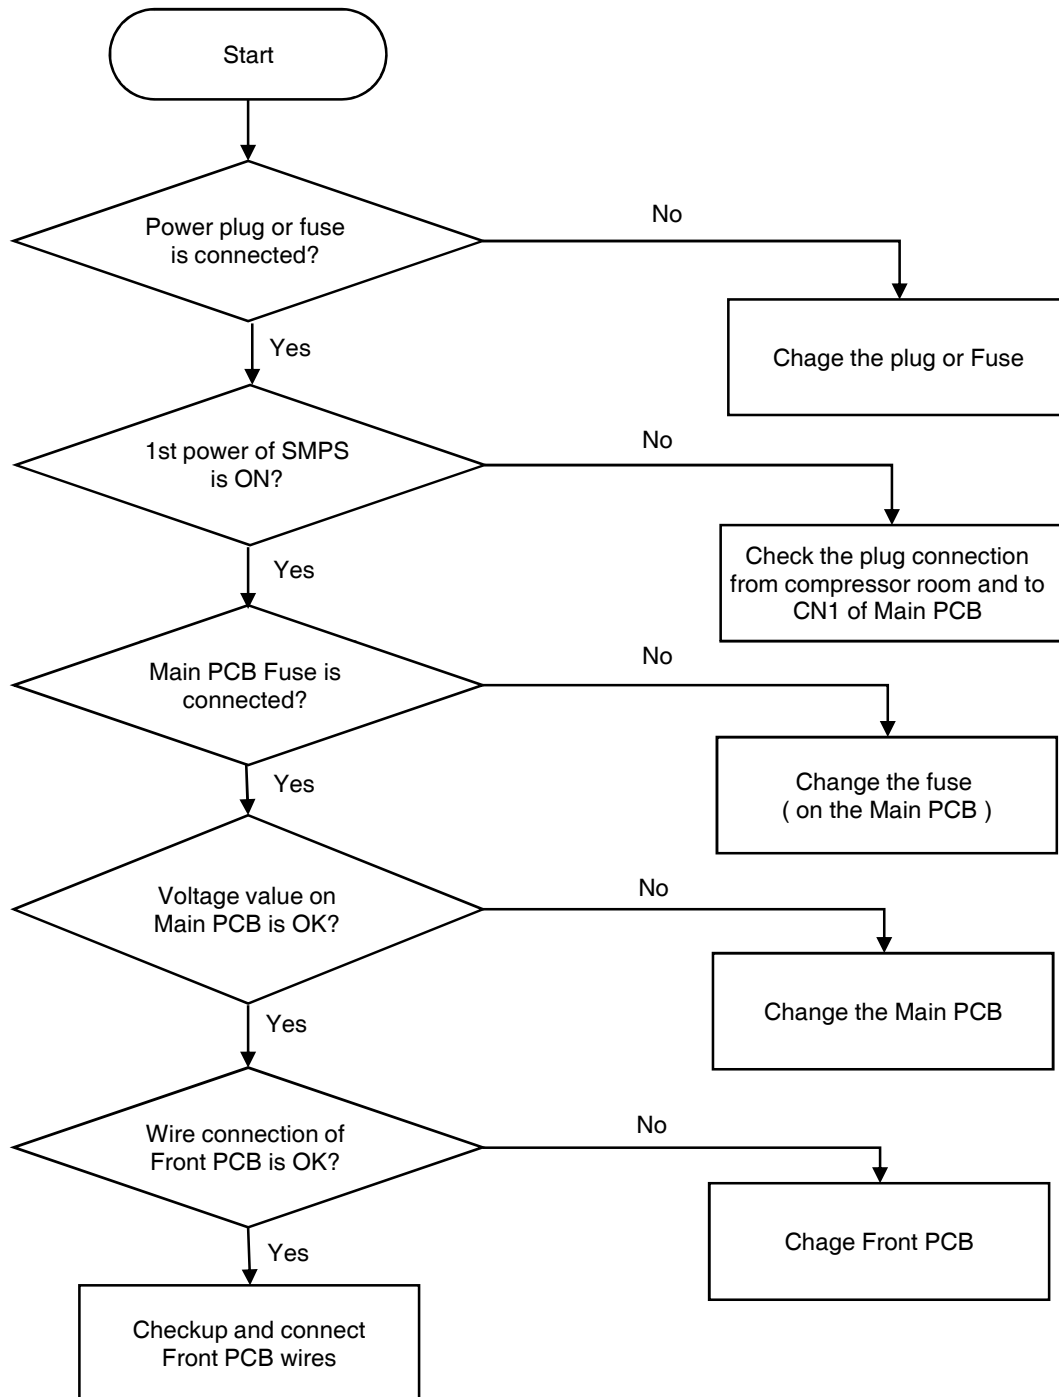 Start
Power plug or fuse
is connected?
No
Chage the plug or Fuse
Yes
1st power of SMPS
is ON?
No
Check the plug connection
from compressor room and to
CN1 of Main PCB
Yes
Main PCB Fuse is
connected?
No
Change the fuse
( on the Main PCB )
Yes
Voltage value on
Main PCB is OK?
No
Change the Main PCB
Yes
Wire connection of
Front PCB is OK?
No
Chage Front PCB
Yes
Checkup and connect
Front PCB wires